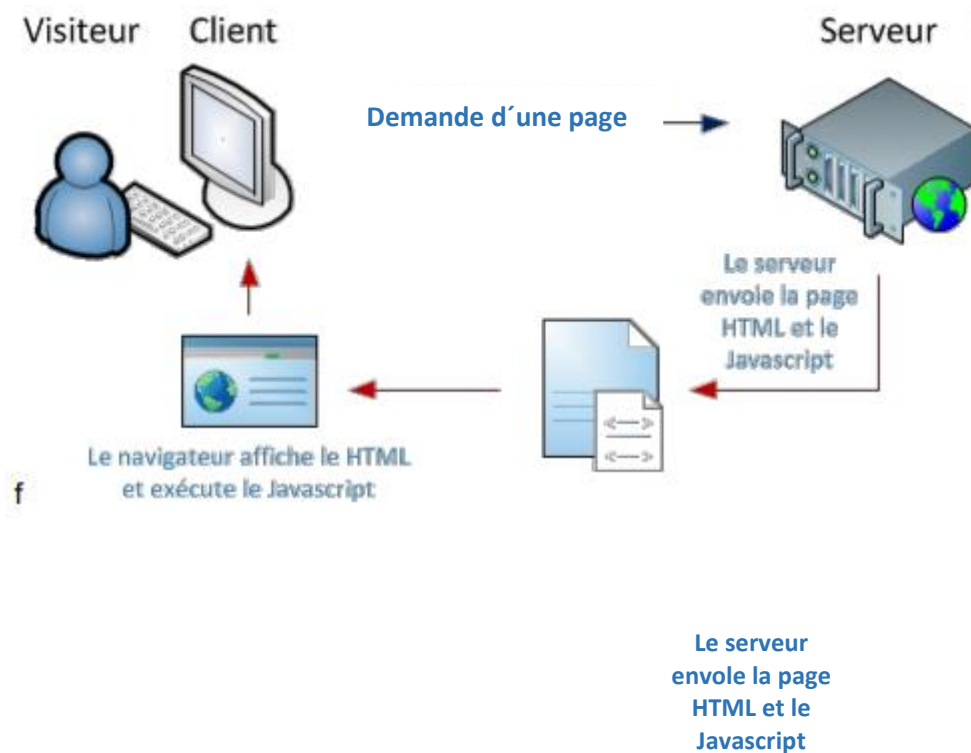 Visiteur Client Serveur
Demande d´une page
Le serveur
envoie la page
HTML et le
Javascript
<—>
<—>
Le navigateur affiche le HTML
et exécute le Javascript
f
Le serveur
envole la page
HTML et le
Javascript